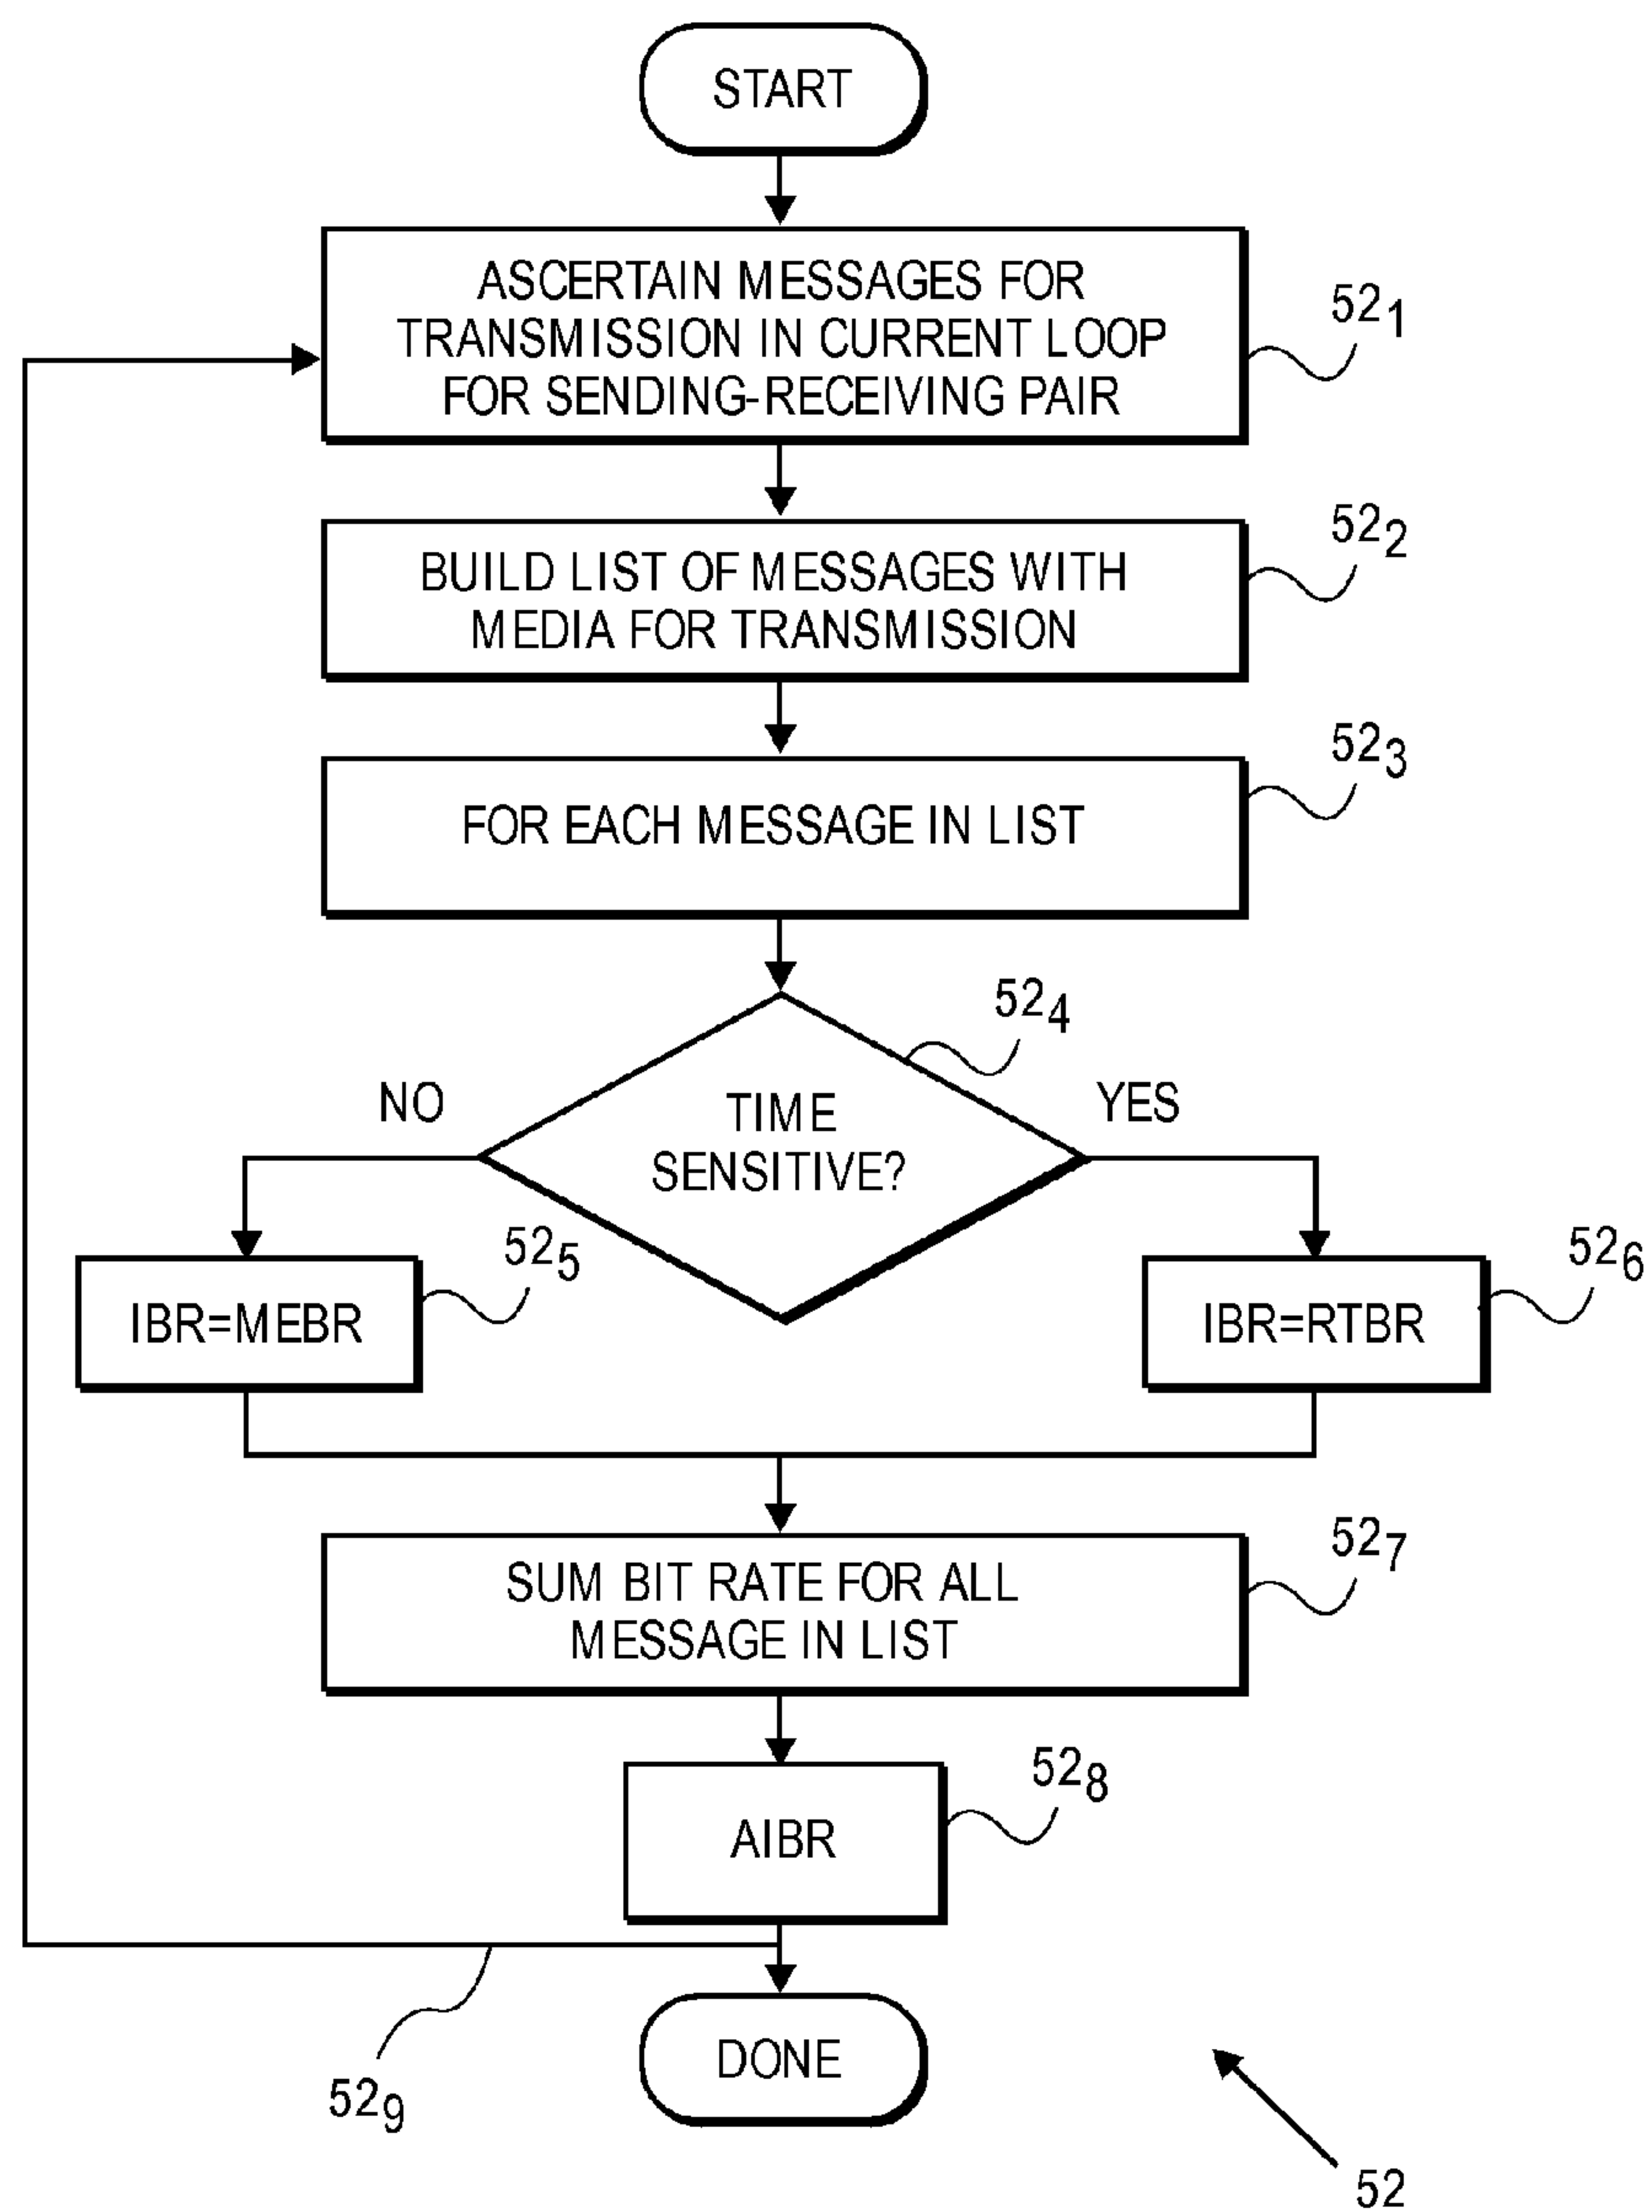 START
ASCERTAIN MESSAGES FOR
TRANSMISSION IN CURRENT LOOP
FOR SENDING-RECEIVING PAIR
52₁
BUILD LIST OF MESSAGES WITH
MEDIA FOR TRANSMISSION
52₂
FOR EACH MESSAGE IN LIST
52₃
52₄
TIME
SENSITIVE?
NO
YES
IBR=MEBR
52₅
IBR=RTBR
52₆
SUM BIT RATE FOR ALL
MESSAGE IN LIST
52₇
AIBR
52₈
DONE
52₉
52